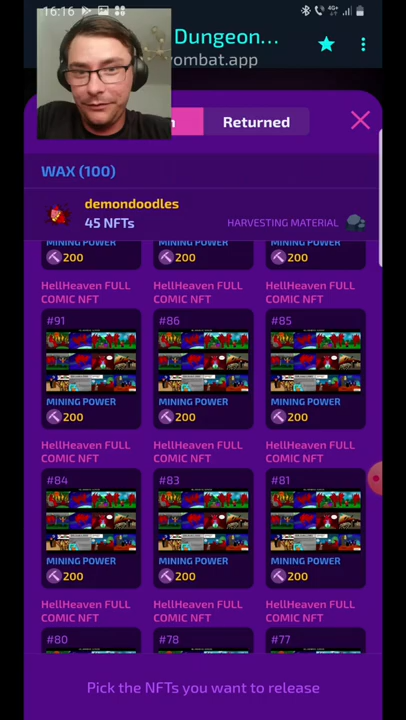 16:16
4G+
Dungeon...
ombat.app
Returned
WAX (100)
demondoodles
45 NFTs
HARVESTING MATERIAL
MINING POWER
MINING POWER
MINING POWER
200
200
200
HellHeaven FULL COMIC NFT
HellHeaven FULL COMIC NFT
HellHeaven FULL COMIC NFT
#91
#86
#85
MINING POWER
MINING POWER
MINING POWER
200
200
200
HellHeaven FULL COMIC NFT
HellHeaven FULL COMIC NFT
HellHeaven FULL COMIC NFT
#84
#83
#81
MINING POWER
MINING POWER
MINING POWER
200
200
200
HellHeaven FULL COMIC NFT
HellHeaven FULL COMIC NFT
HellHeaven FULL COMIC NFT
#80
#78
#77
Pick the NFTs you want to release